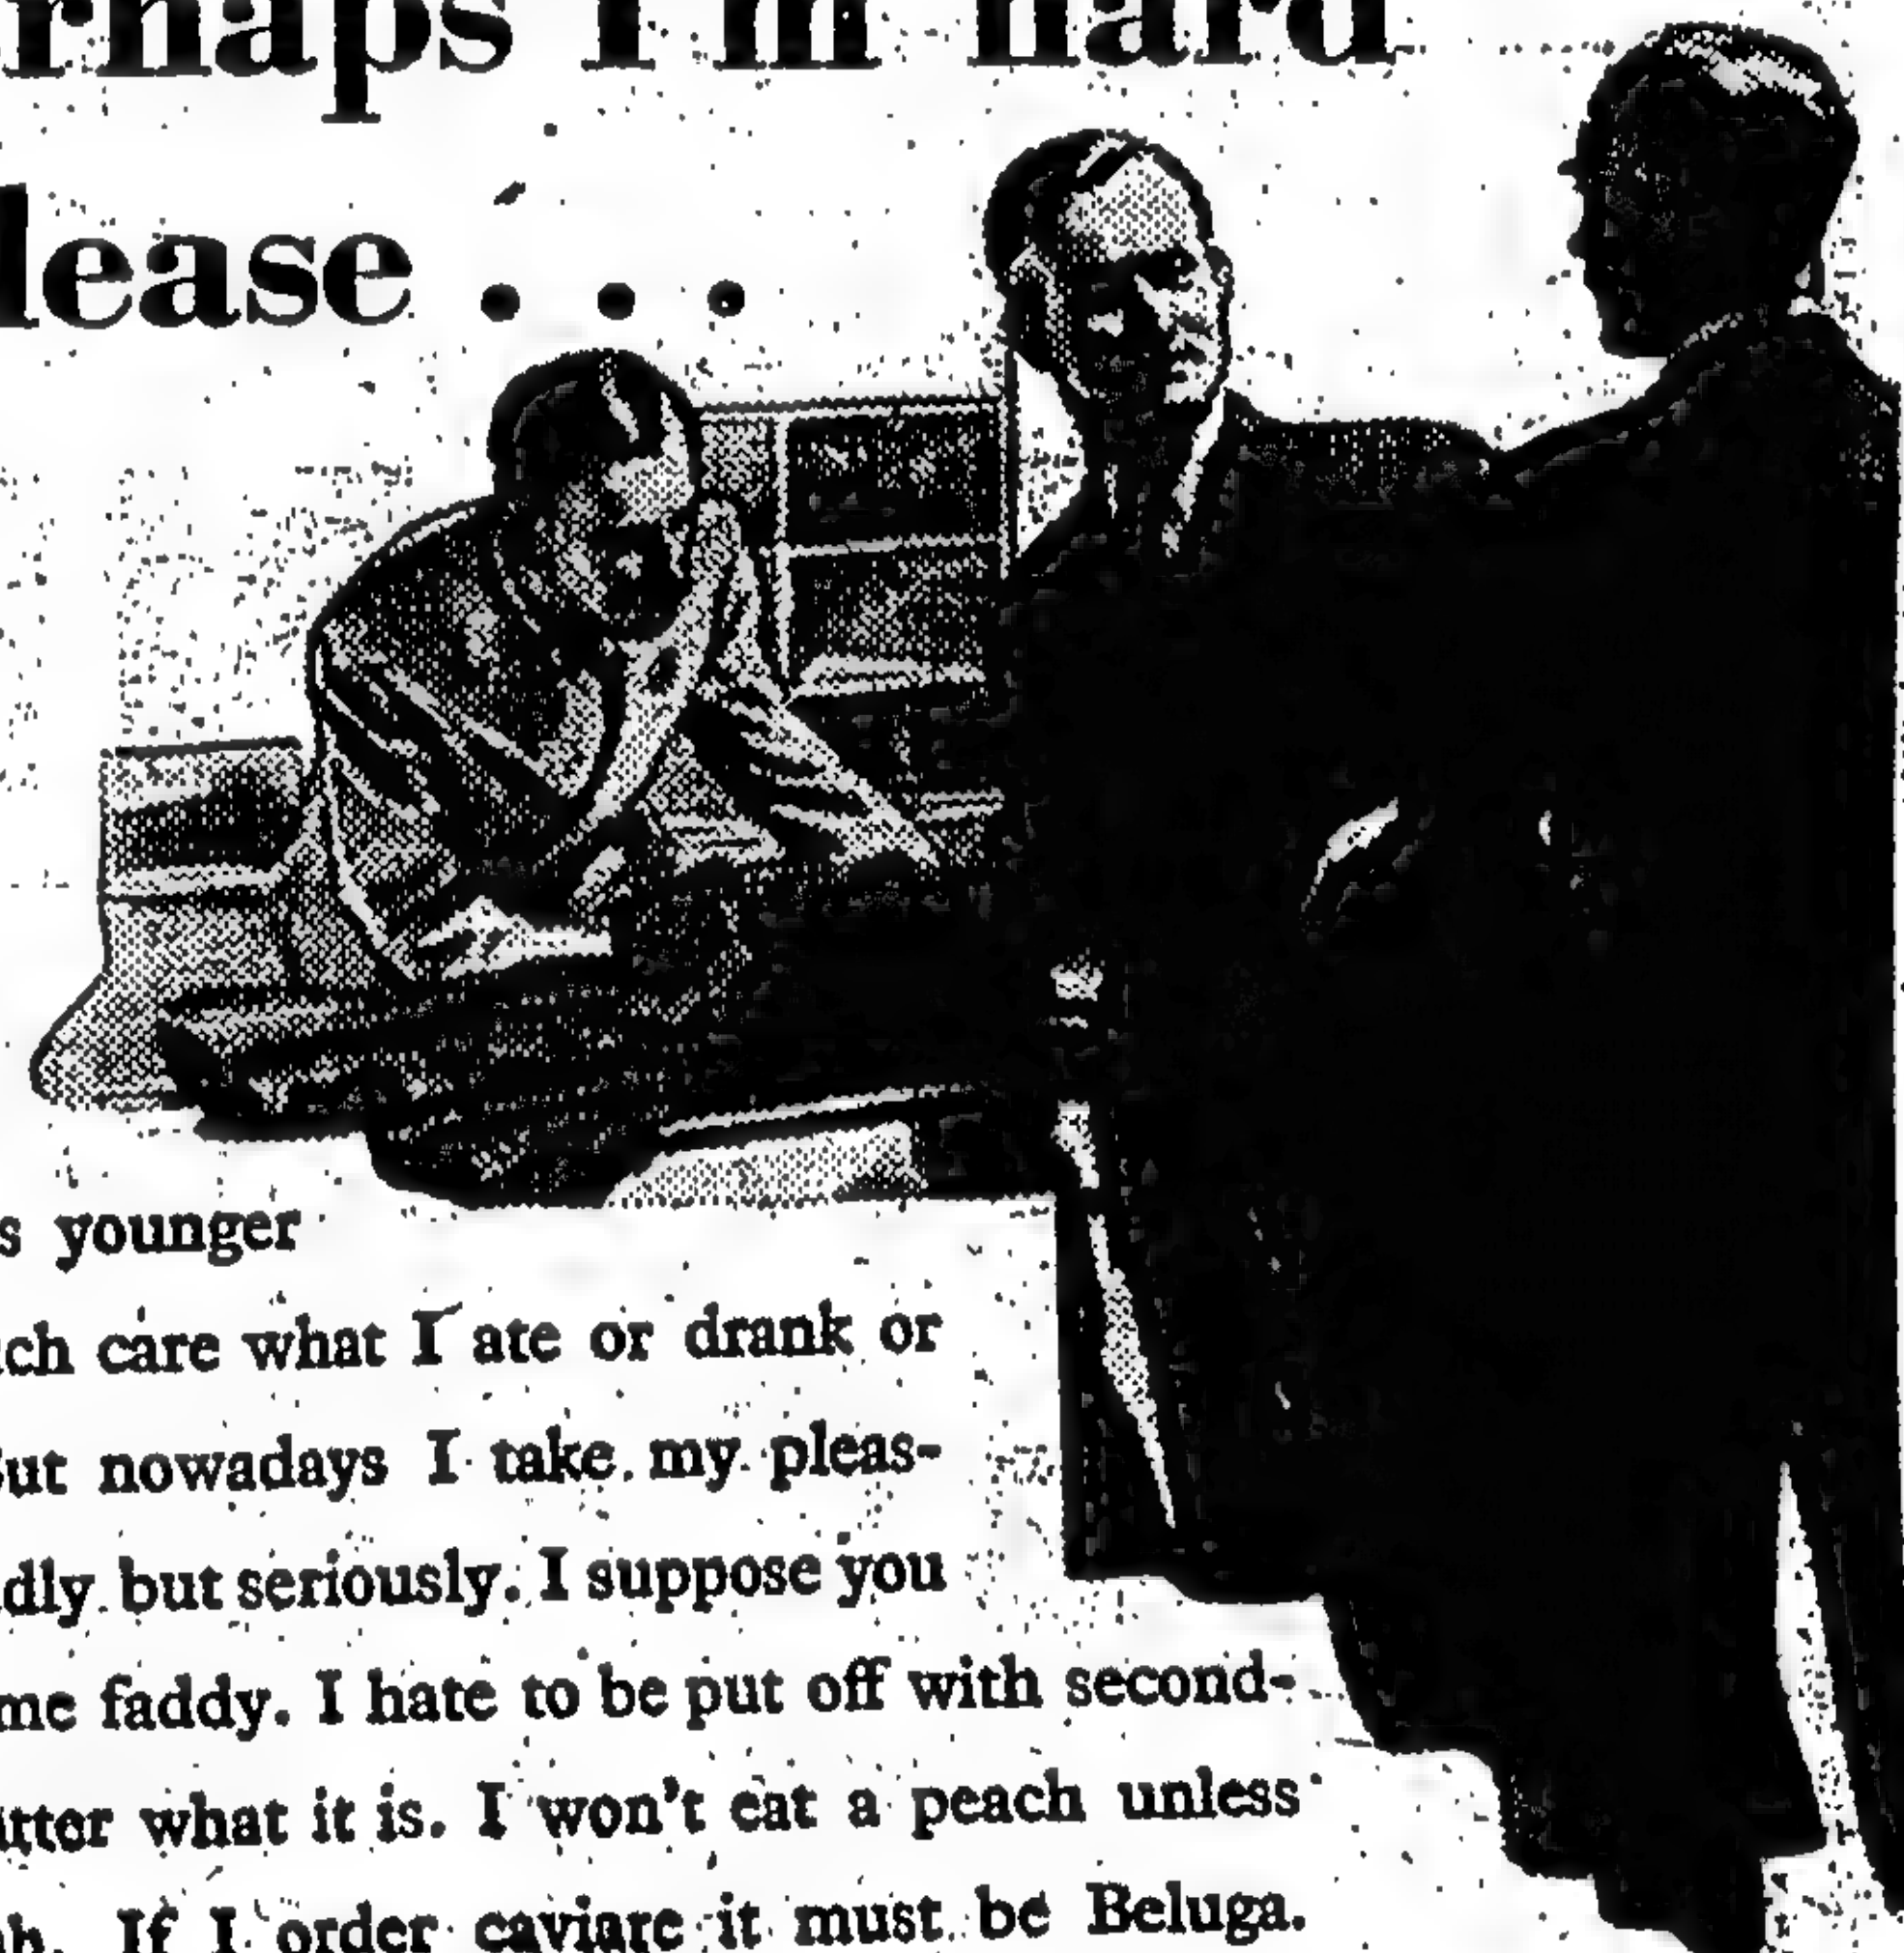 rhaps I'm hard
lease . . .
s younger
ch care what I ate or drank or
ut nowadays I take my pleas-
dly but seriously. I suppose you
me faddy. I hate to be put off with second-
tter what it is. I won't eat a peach unless
If I order caviare it must be Beluga.